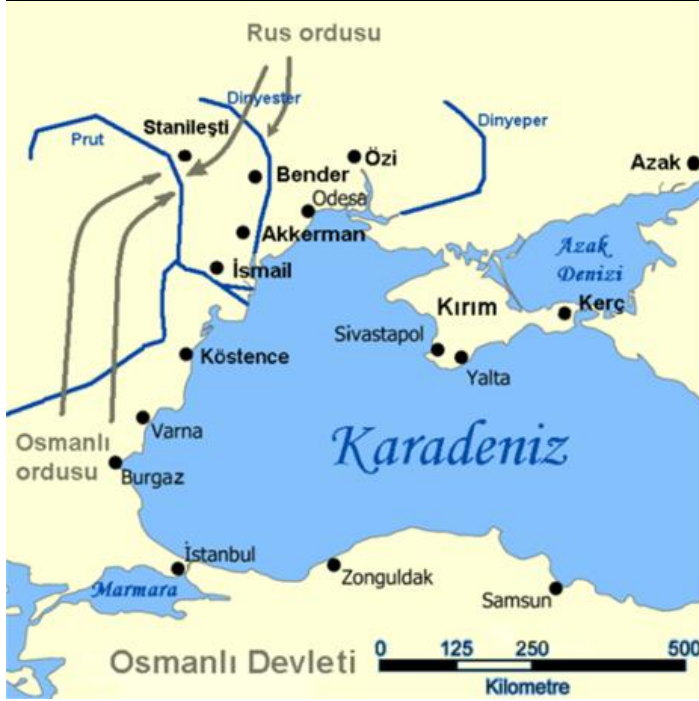 Rus ordusu
Dinyester
Prut
Stanileşti
Dinyeper
Özi
Azak
Bender
Odesa
Akkerman
Azak
Denizi
İsmail
Kırım
Kerç
Sivastapol
Köstence
Yalta
Varna
Karadeniz
Osmanlı
ordusu
Burgaz
İstanbul
Zonguldak
Marmara
Samsun
Osmanlı Devleti
0 125 250 500
Kilometre